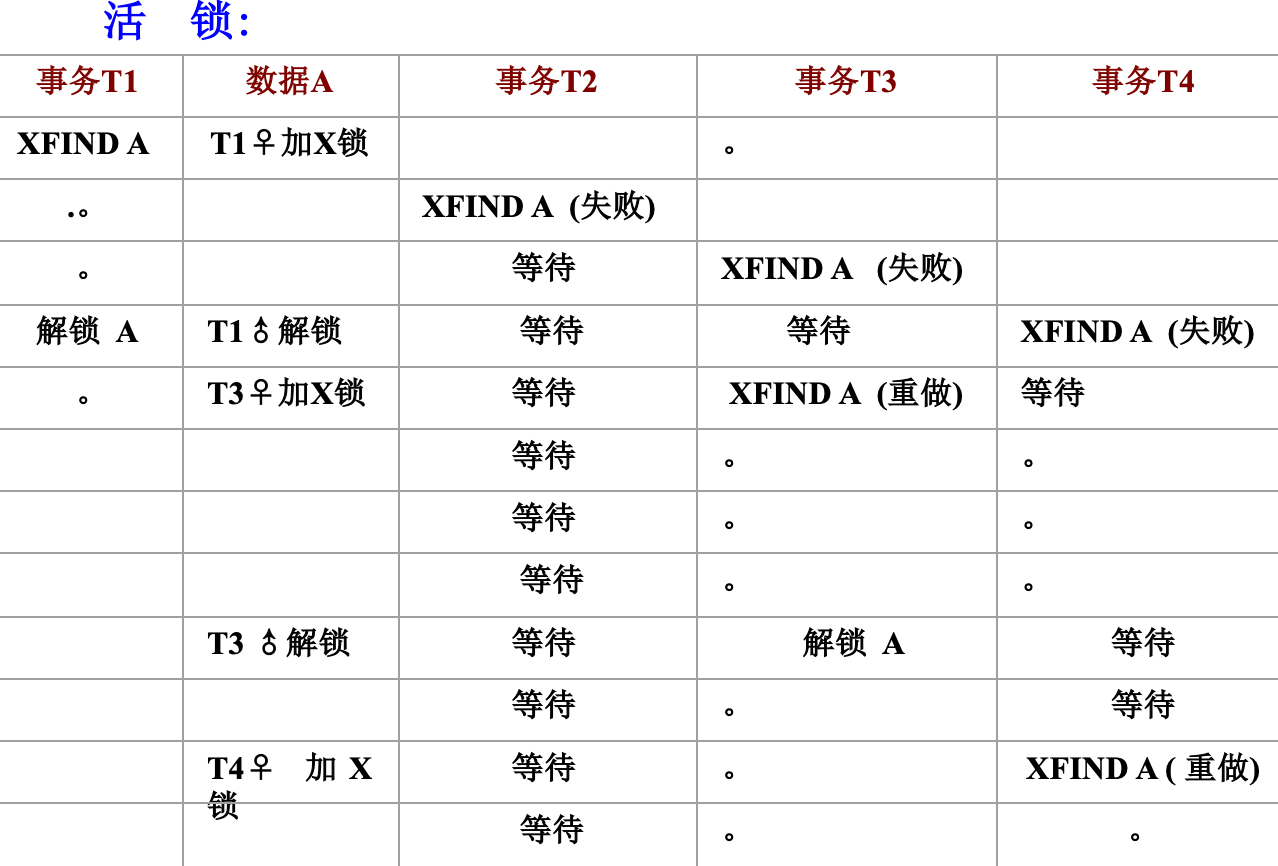 活 锁:
事务T1 数据A 事务T2 事务T3 事务T4
XFIND A T1♀加X锁 。
.。 XFIND A (失败)
。 等待 XFIND A (失败)
解锁 A T1♁解锁 等待 等待 XFIND A (失败)
。 T3♀加X锁 等待 XFIND A (重做) 等待
等待 。 。
等待 。 。
等待 。 。
T3 ♁解锁 等待 解锁 A 等待
等待 。 等待
T4♀ 加 X 等待 。 XFIND A ( 重做)
锁
等待 。 。